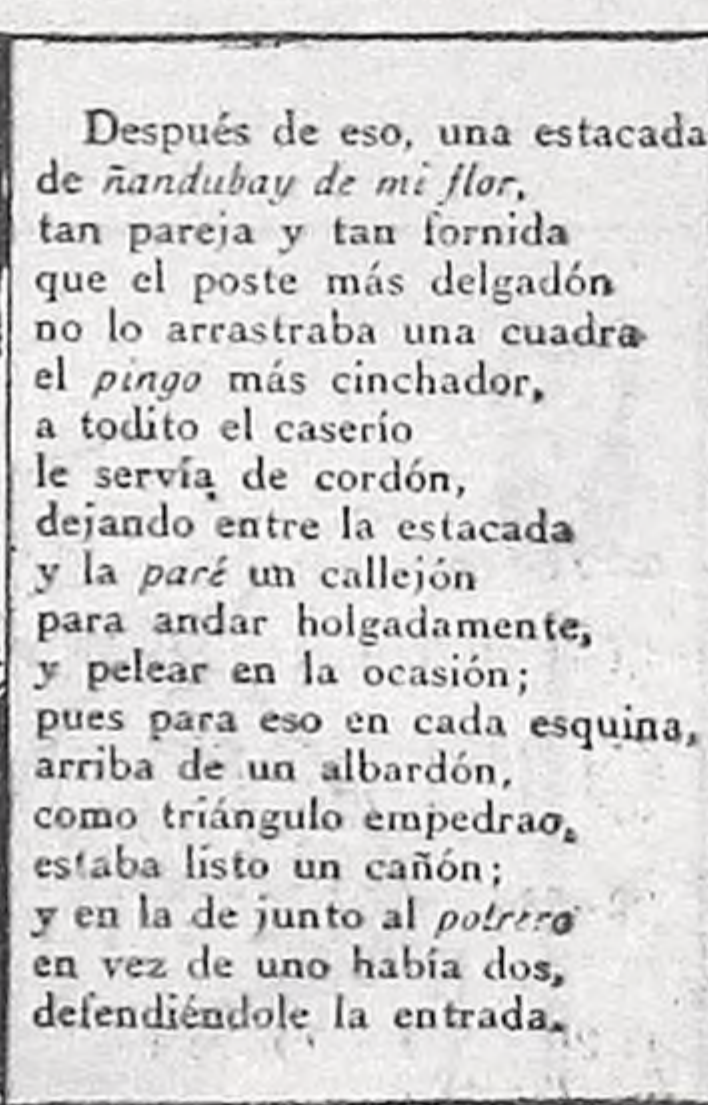 Después de eso, una estacada
de ñandubay de mi flor,
tan pareja y tan fornida
que el poste más delgadón
no lo arrastraba una cuadra
el pingo más cinchador,
a todito el caserío
le servía de cordón,
dejando entre la estacada
y la paré un callejón
para andar holgadamente,
y pelear en la ocasión;
pues para eso en cada esquina,
arriba de un albardón,
como triángulo empedrao,
estaba listo un cañón;
y en la de junto al potrero
en vez de uno había dos,
defendiéndole la entrada.